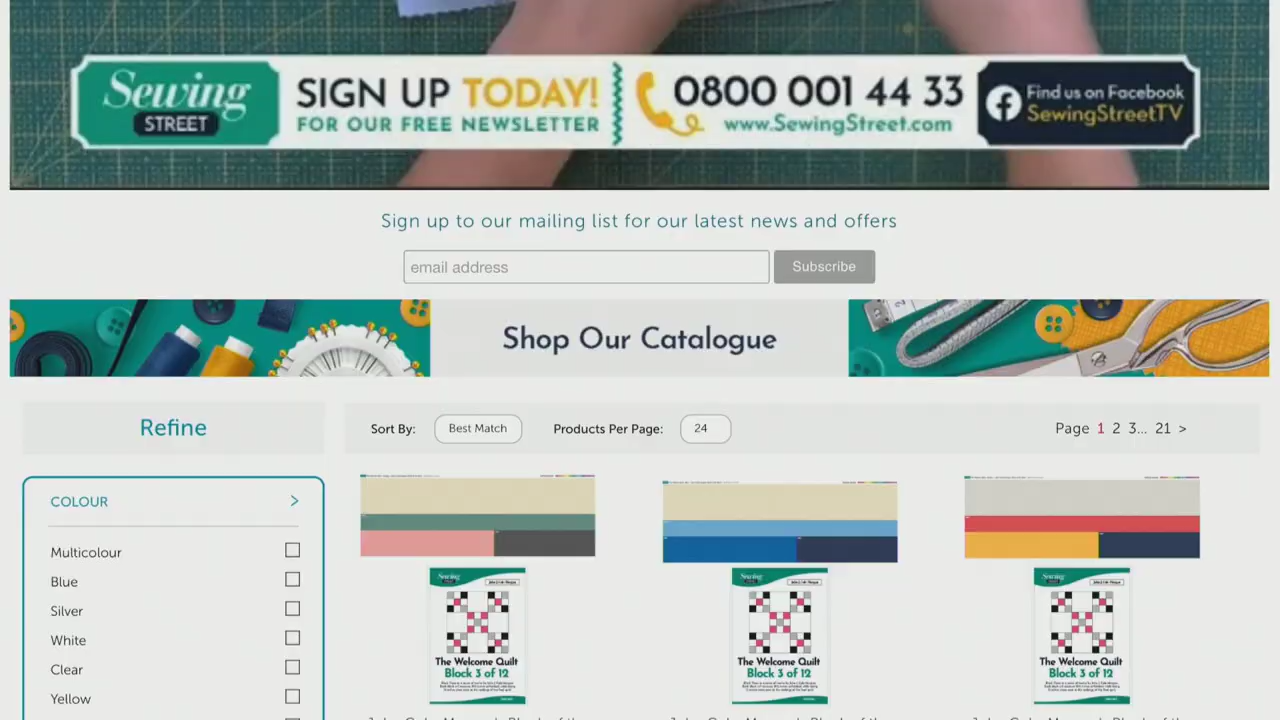 Sewing
STREET
SIGN UP TODAY!
FOR OUR FREE NEWSLETTER
0800 001 44 33
www.SewingStreet.com
Find us on Facebook
SewingStreetTV
Sign up to our mailing list for our latest news and offers
email address
Subscribe
Shop Our Catalogue
Refine
Sort By: Best Match Products Per Page: 24 Page 1 2 3... 21 >
COLOUR >
Multicolour
Blue
Silver
White
Clear
Yellow
Sewing
The Welcome Quilt
Block 3 of 12
Sewing
The Welcome Quilt
Block 3 of 12
Sewing
The Welcome Quilt
Block 3 of 12